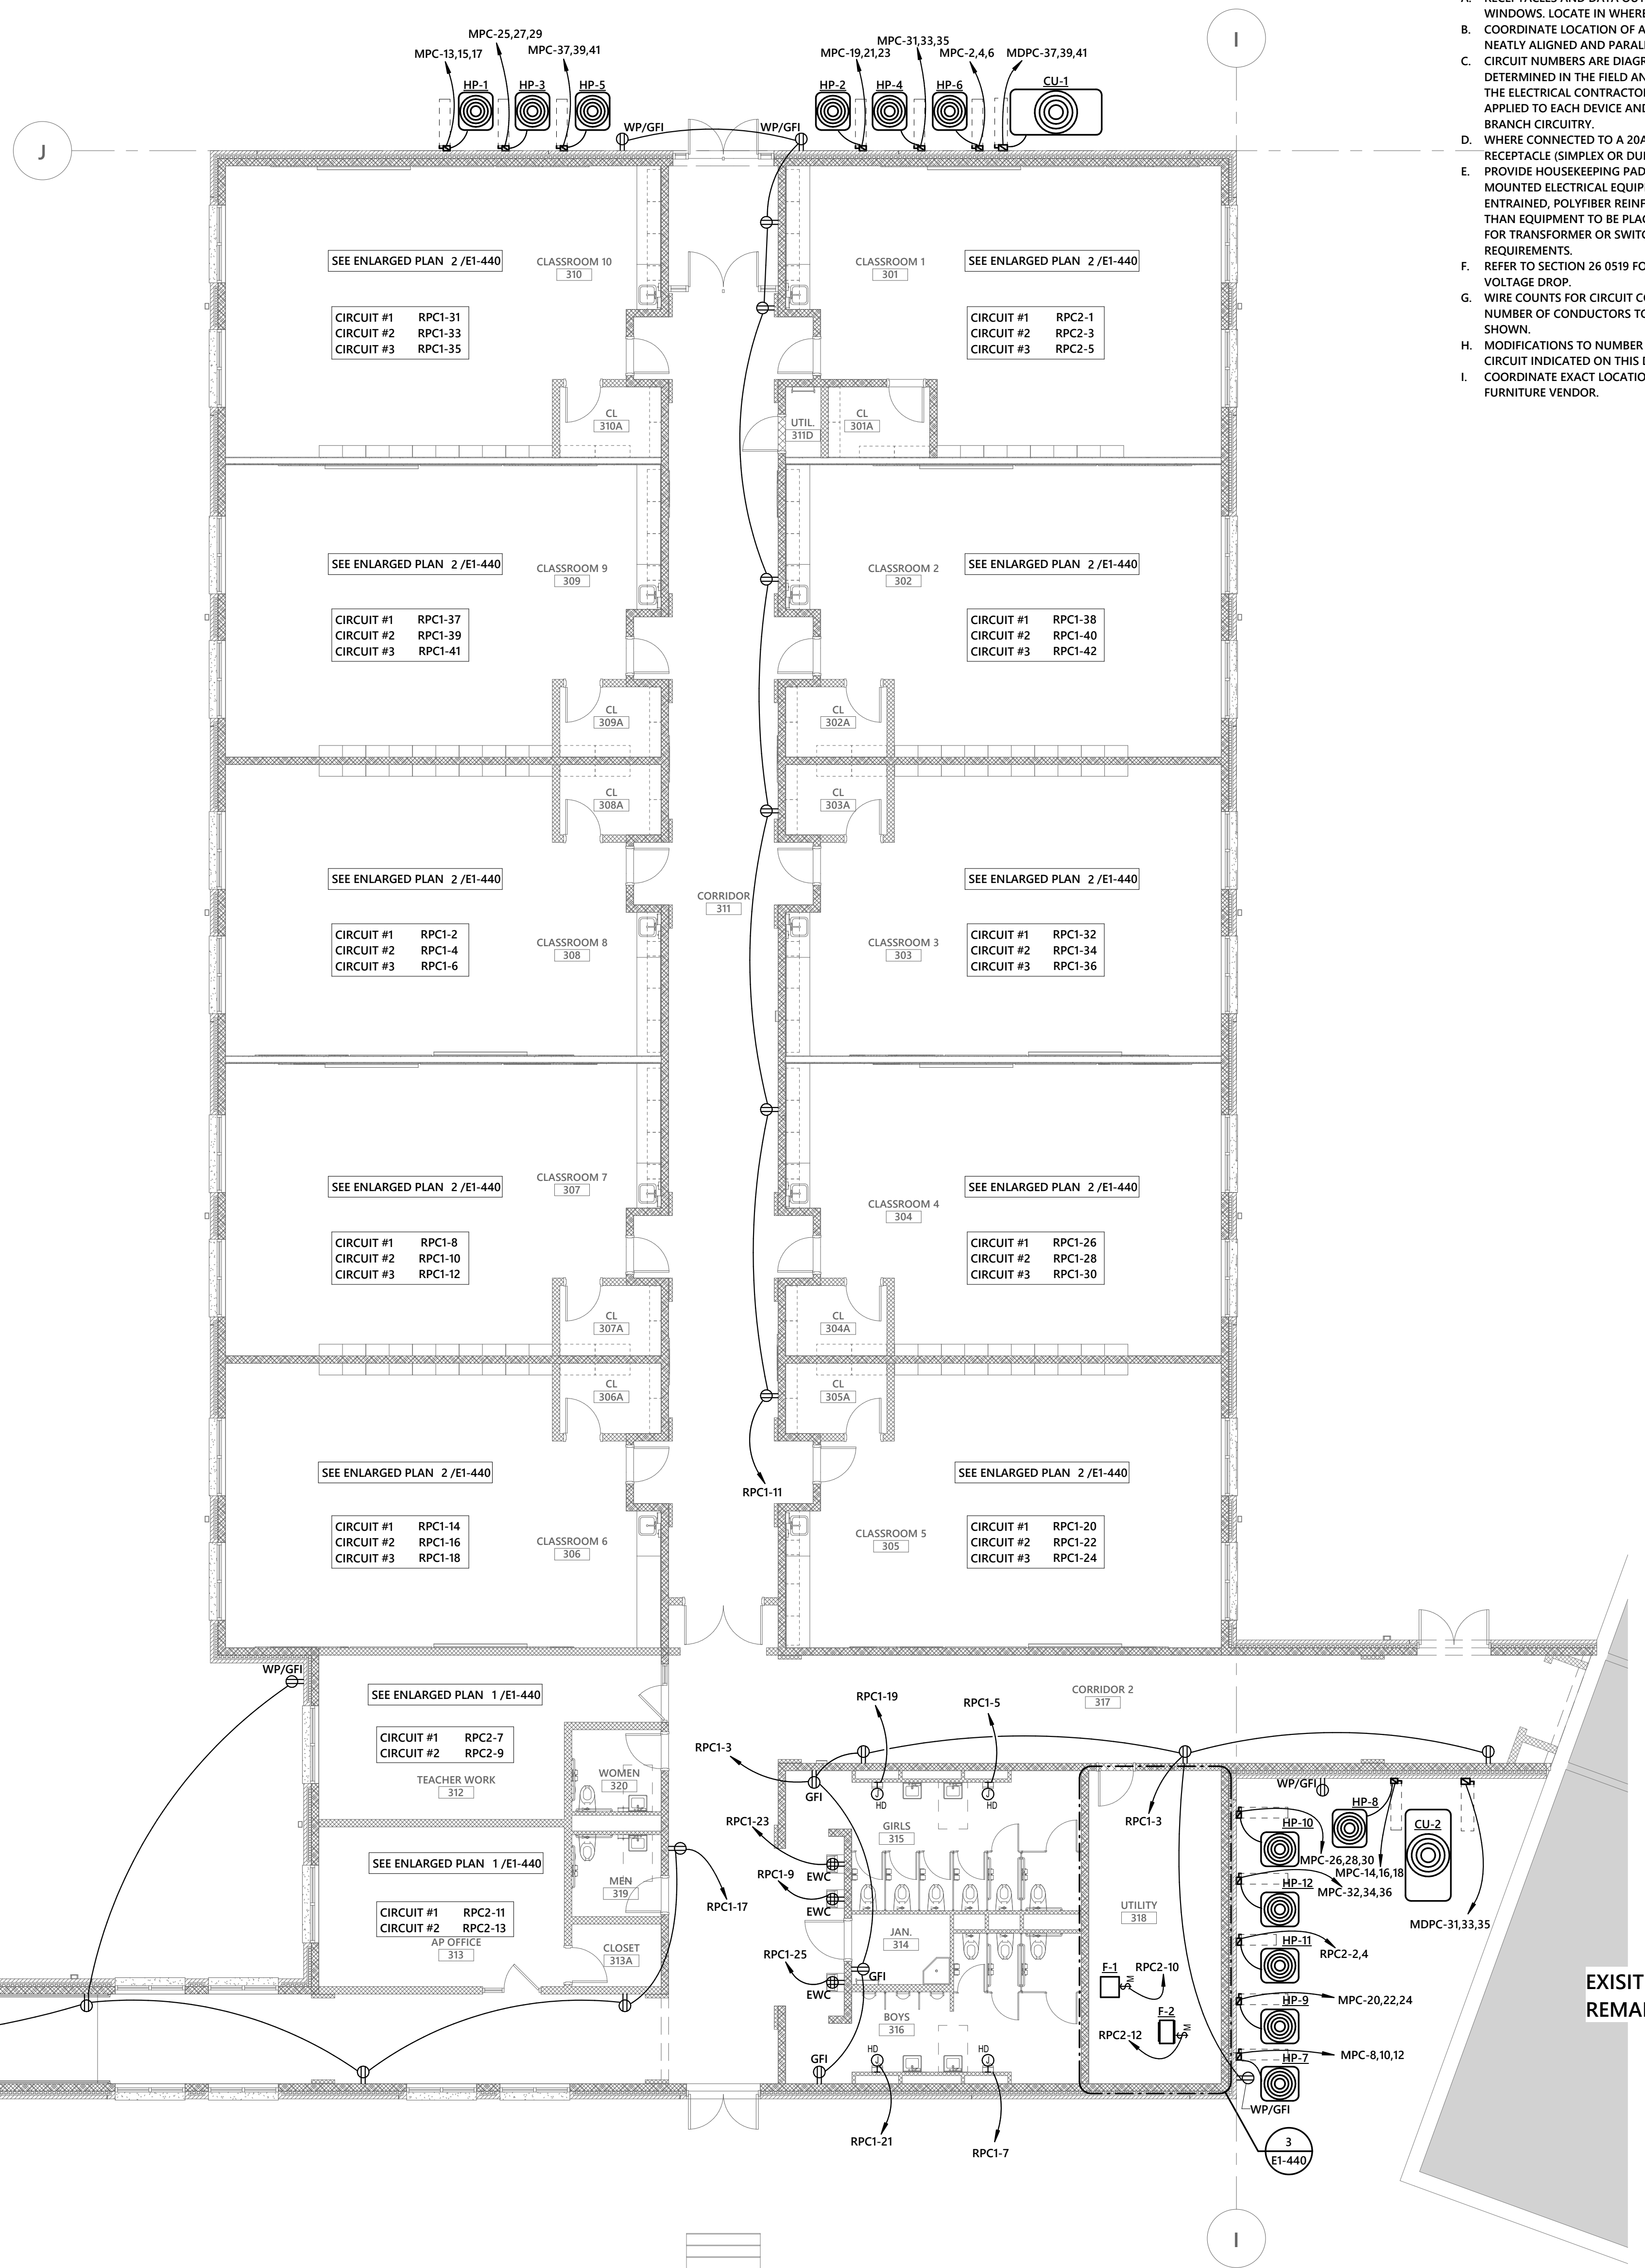 A. RECEPTACLES AND DATA OUT
WINDOWS. LOCATE IN WHERE
B. COORDINATE LOCATION OF A
NEATLY ALIGNED AND PARAL
C. CIRCUIT NUMBERS ARE DIAGR
DETERMINED IN THE FIELD AN
THE ELECTRICAL CONTRACTO
APPLIED TO EACH DEVICE AND
BRANCH CIRCUITRY.
D. WHERE CONNECTED TO A 20A
RECEPTACLE (SIMPLEX OR DU
E. PROVIDE HOUSEKEEPING PAD
MOUNTED ELECTRICAL EQUIP
ENTRAINED, POLYFIBER REINF
THAN EQUIPMENT TO BE PLAC
FOR TRANSFORMER OR SWITC
REQUIREMENTS.
F. REFER TO SECTION 26 0519 FO
VOLTAGE DROP.
G. WIRE COUNTS FOR CIRCUIT CO
NUMBER OF CONDUCTORS TO
SHOWN.
H. MODIFICATIONS TO NUMBER
CIRCUIT INDICATED ON THIS D
I. COORDINATE EXACT LOCATIO
FURNITURE VENDOR.
I
J
MPC-13,15,17
MPC-25,27,29
MPC-37,39,41
MPC-19,21,23
MPC-31,33,35
MPC-2,4,6
MDPC-37,39,41
HP-1
HP-3
HP-5
HP-2
HP-4
HP-6
CU-1
WP/GFI
WP/GFI
SEE ENLARGED PLAN 2 /E1-440
CLASSROOM 10
310
CIRCUIT #1 RPC1-31
CIRCUIT #2 RPC1-33
CIRCUIT #3 RPC1-35
CL
310A
CLASSROOM 1
301
SEE ENLARGED PLAN 2 /E1-440
CIRCUIT #1 RPC2-1
CIRCUIT #2 RPC2-3
CIRCUIT #3 RPC2-5
UTIL.
311D
CL
301A
SEE ENLARGED PLAN 2 /E1-440
CLASSROOM 9
309
CIRCUIT #1 RPC1-37
CIRCUIT #2 RPC1-39
CIRCUIT #3 RPC1-41
CL
309A
CLASSROOM 2
302
SEE ENLARGED PLAN 2 /E1-440
CIRCUIT #1 RPC1-38
CIRCUIT #2 RPC1-40
CIRCUIT #3 RPC1-42
CL
302A
CL
308A
SEE ENLARGED PLAN 2 /E1-440
CIRCUIT #1 RPC1-2
CIRCUIT #2 RPC1-4
CIRCUIT #3 RPC1-6
CLASSROOM 8
308
CORRIDOR
311
CL
303A
SEE ENLARGED PLAN 2 /E1-440
CLASSROOM 3
303
CIRCUIT #1 RPC1-32
CIRCUIT #2 RPC1-34
CIRCUIT #3 RPC1-36
SEE ENLARGED PLAN 2 /E1-440
CLASSROOM 7
307
CIRCUIT #1 RPC1-8
CIRCUIT #2 RPC1-10
CIRCUIT #3 RPC1-12
CL
307A
SEE ENLARGED PLAN 2 /E1-440
CLASSROOM 4
304
CIRCUIT #1 RPC1-26
CIRCUIT #2 RPC1-28
CIRCUIT #3 RPC1-30
CL
304A
CL
306A
SEE ENLARGED PLAN 2 /E1-440
CIRCUIT #1 RPC1-14
CIRCUIT #2 RPC1-16
CIRCUIT #3 RPC1-18
CLASSROOM 6
306
RPC1-11
CL
305A
SEE ENLARGED PLAN 2 /E1-440
CLASSROOM 5
305
CIRCUIT #1 RPC1-20
CIRCUIT #2 RPC1-22
CIRCUIT #3 RPC1-24
WP/GFI
SEE ENLARGED PLAN 1 /E1-440
CIRCUIT #1 RPC2-7
CIRCUIT #2 RPC2-9
TEACHER WORK
312
WOMEN
320
SEE ENLARGED PLAN 1 /E1-440
CIRCUIT #1 RPC2-11
CIRCUIT #2 RPC2-13
AP OFFICE
313
MEN
319
CLOSET
313A
RPC1-17
CORRIDOR 2
317
RPC1-19
RPC1-5
RPC1-3
GFI
HD
J
HD
J
RPC1-23
EWC
RPC1-9
EWC
RPC1-25
EWC
GIRLS
315
JAN.
314
GFI
BOYS
316
GFI
HD
J
HD
J
RPC1-21
RPC1-7
RPC1-3
UTILITY
318
F-1
M
RPC2-10
F-2
M
RPC2-12
WP/GFI
HP-8
HP-10
CU-2
MPC-26,28,30
MPC-14,16,18
HP-12
MPC-32,34,36
MDPC-31,33,35
HP-11
RPC2-2,4
HP-9
MPC-20,22,24
HP-7
MPC-8,10,12
WP/GFI
3
E1-440
EXISIT
REMAI
I